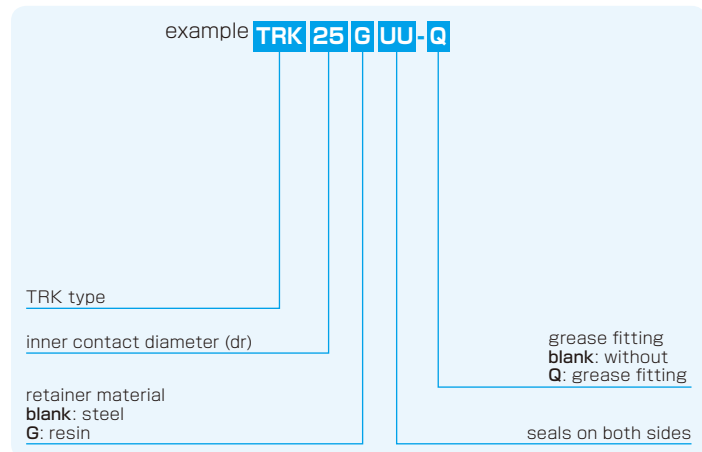 example TRK 25 G UU-Q
TRK type
inner contact diameter (dr)
retainer material
blank: steel
G: resin
grease fitting
blank: without
Q: grease fitting
seals on both sides